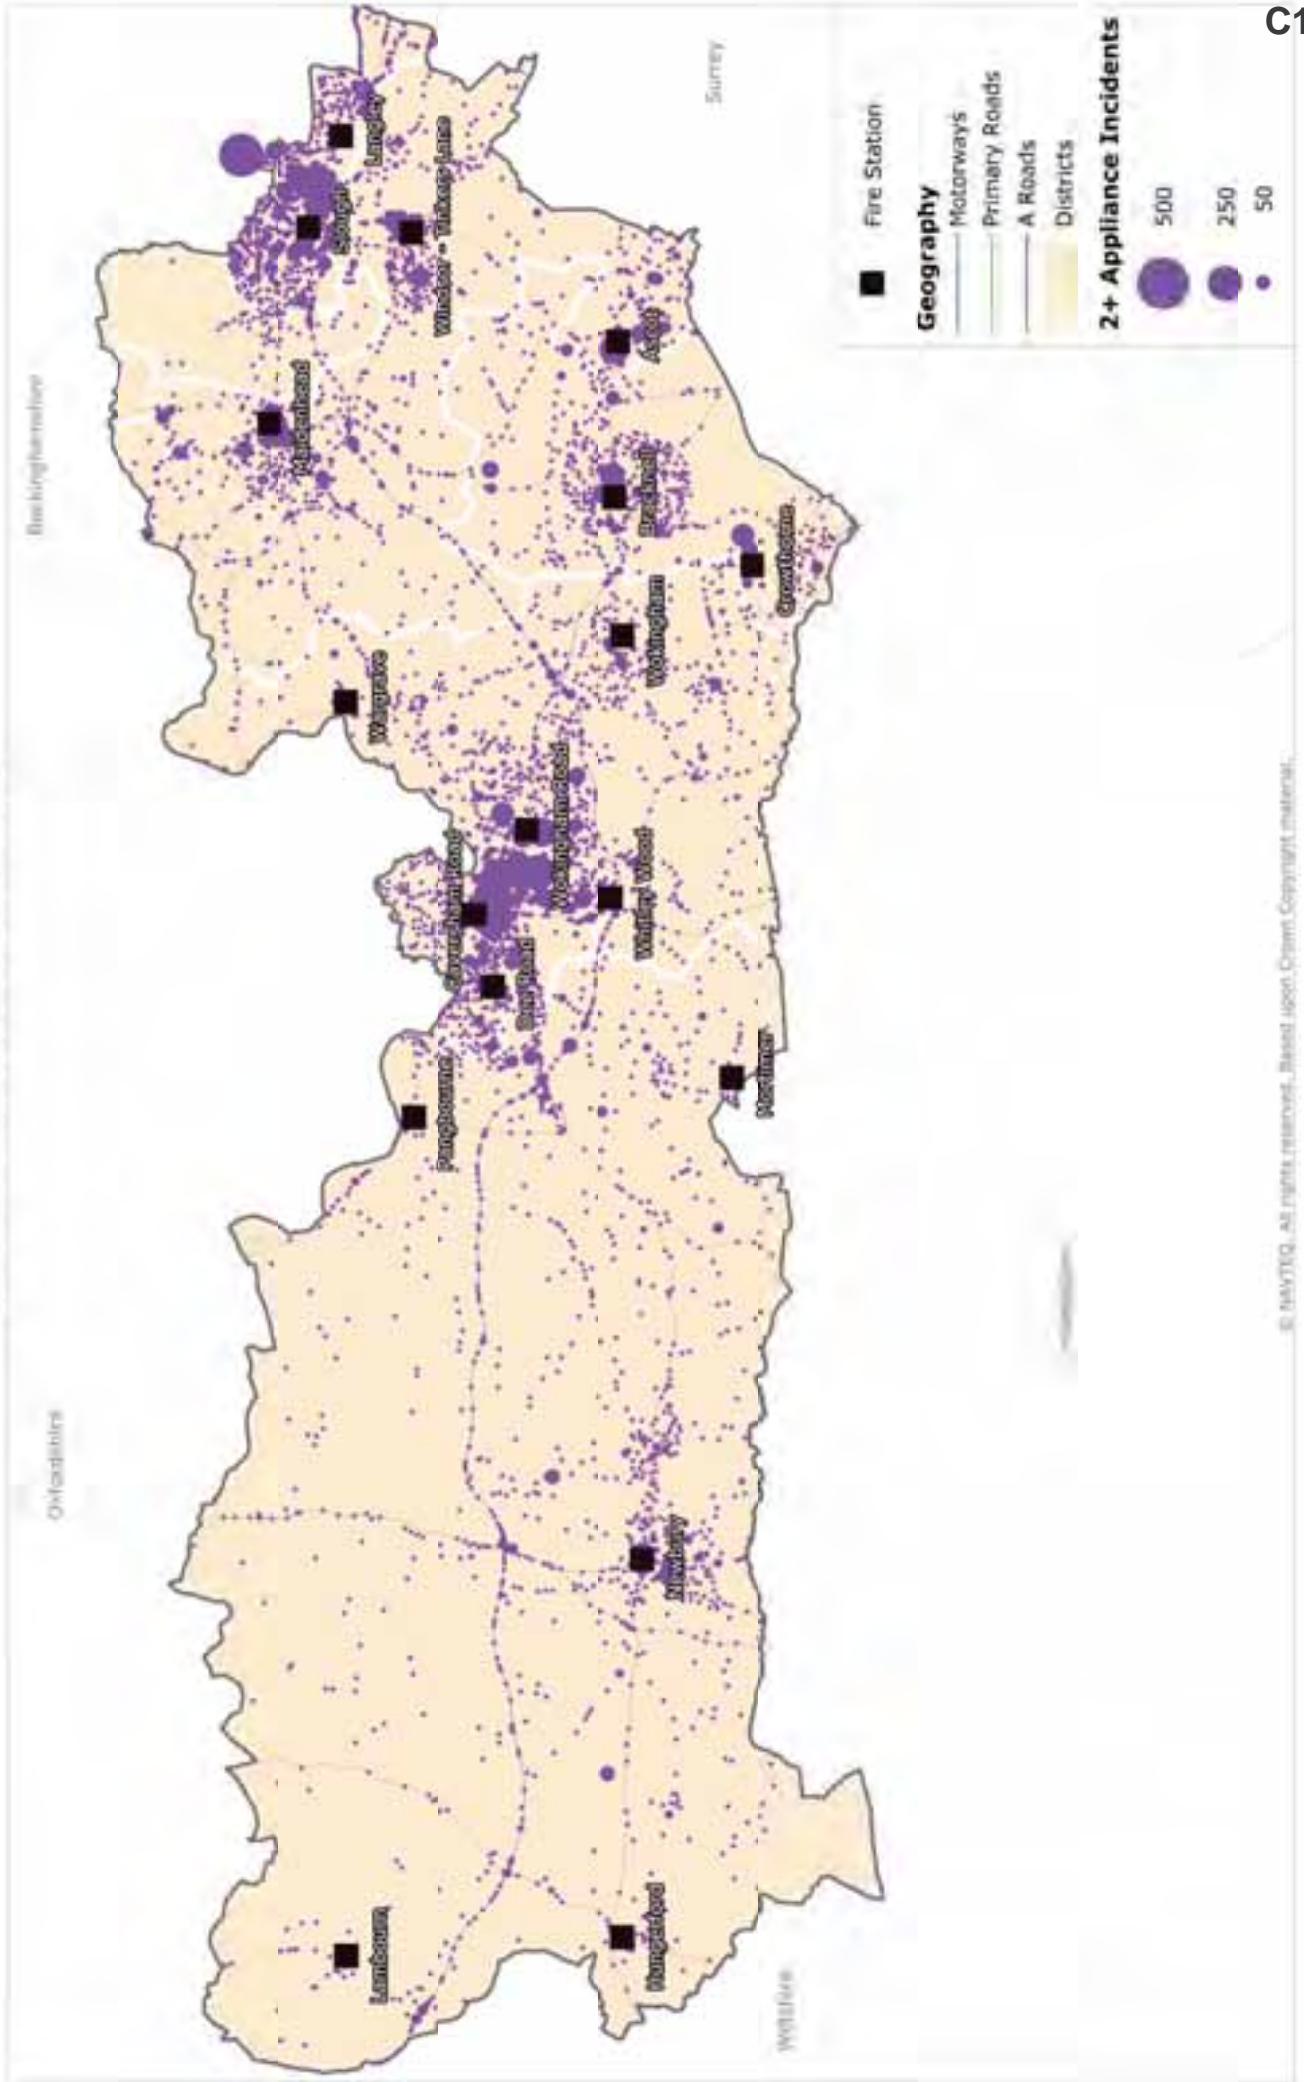 C1
Buckinghamshire
Oxfordshire
Surrey
Wiltshire
Langley
Slough
Windsor - Tinkers Lane
Maidenhead
Ascot
Bracknell
Crowthorne
Wokingham
Wargrave
Wokingham Road
Caversham Road
Whitley Wood
Dee Road
Pangbourne
Mortimer
Newbury
Lambourn
Hungerford
Fire Station
Geography
Motorways
Primary Roads
A Roads
Districts
2+ Appliance Incidents
500
250
50
© NAVTEQ. All rights reserved. Based upon Crown Copyright material.